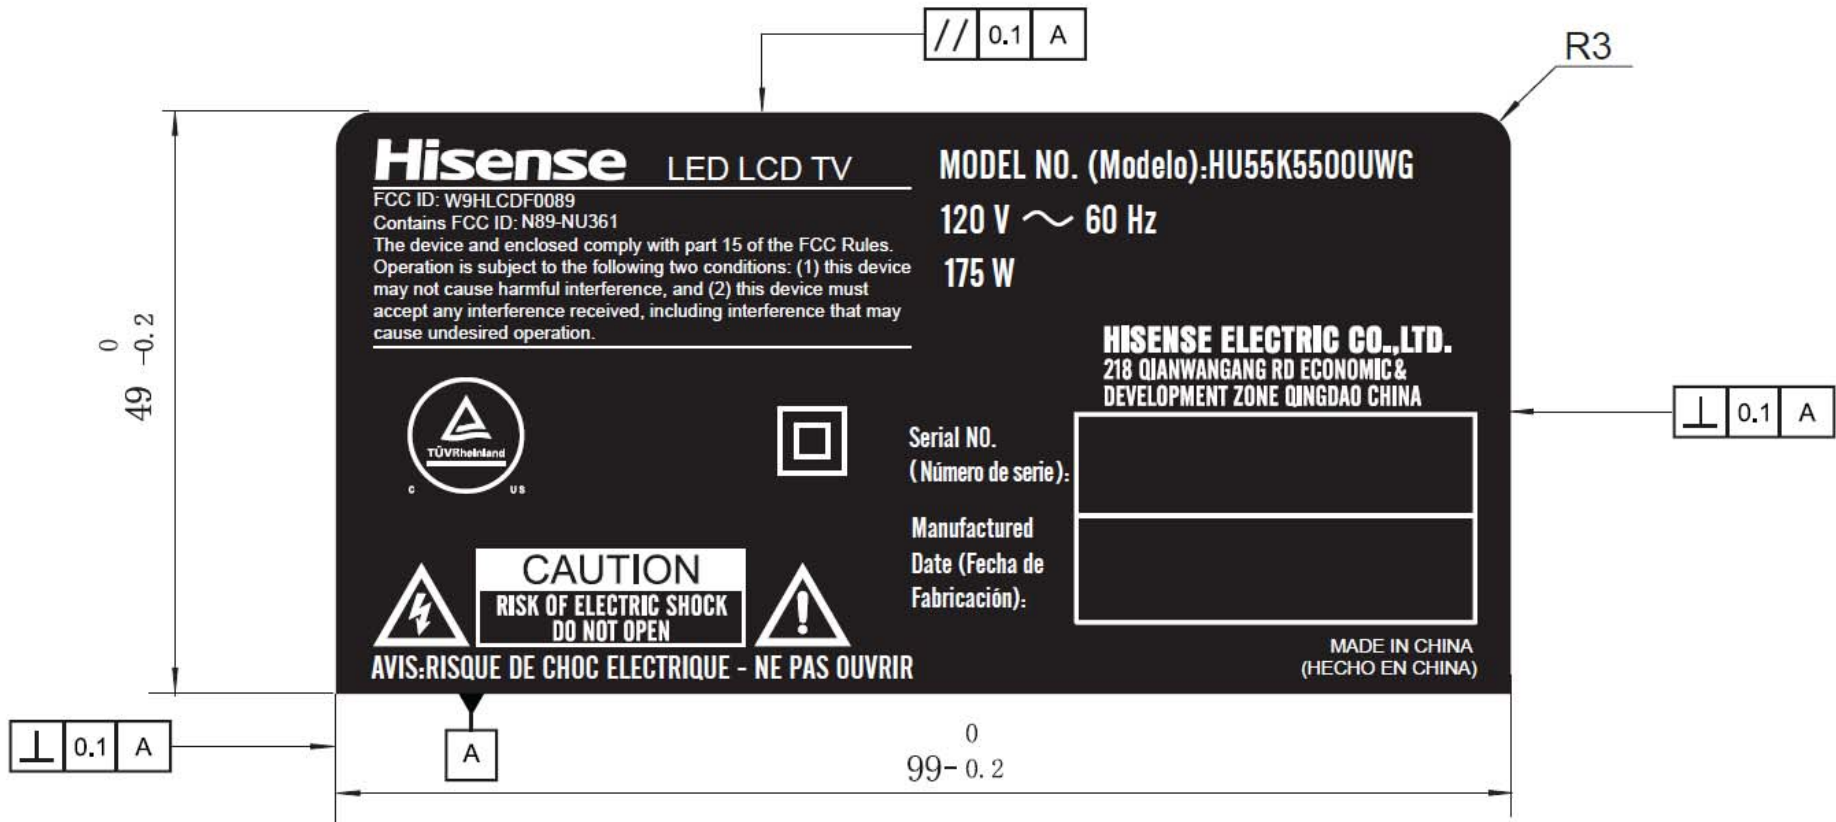 // 0.1 A
R3
Hisense LED LCD TV
FCC ID: W9HLCDF0089
Contains FCC ID: N89-NU361
The device and enclosed comply with part 15 of the FCC Rules.
Operation is subject to the following two conditions: (1) this device
may not cause harmful interference, and (2) this device must
accept any interference received, including interference that may
cause undesired operation.
MODEL NO. (Modelo):HU55K5500UWG
120 V ～ 60 Hz
175 W
HISENSE ELECTRIC CO.,LTD.
218 QIANWANGANG RD ECONOMIC&
DEVELOPMENT ZONE QINGDAO CHINA
0
49 -0.2
⊥ 0.1 A
TÜVRheinland
C US
Serial NO.
(Número de serie):
Manufactured
Date (Fecha de
Fabricación):
CAUTION
RISK OF ELECTRIC SHOCK
DO NOT OPEN
AVIS:RISQUE DE CHOC ELECTRIQUE - NE PAS OUVRIR
MADE IN CHINA
(HECHO EN CHINA)
⊥ 0.1 A
A
0
99-0.2